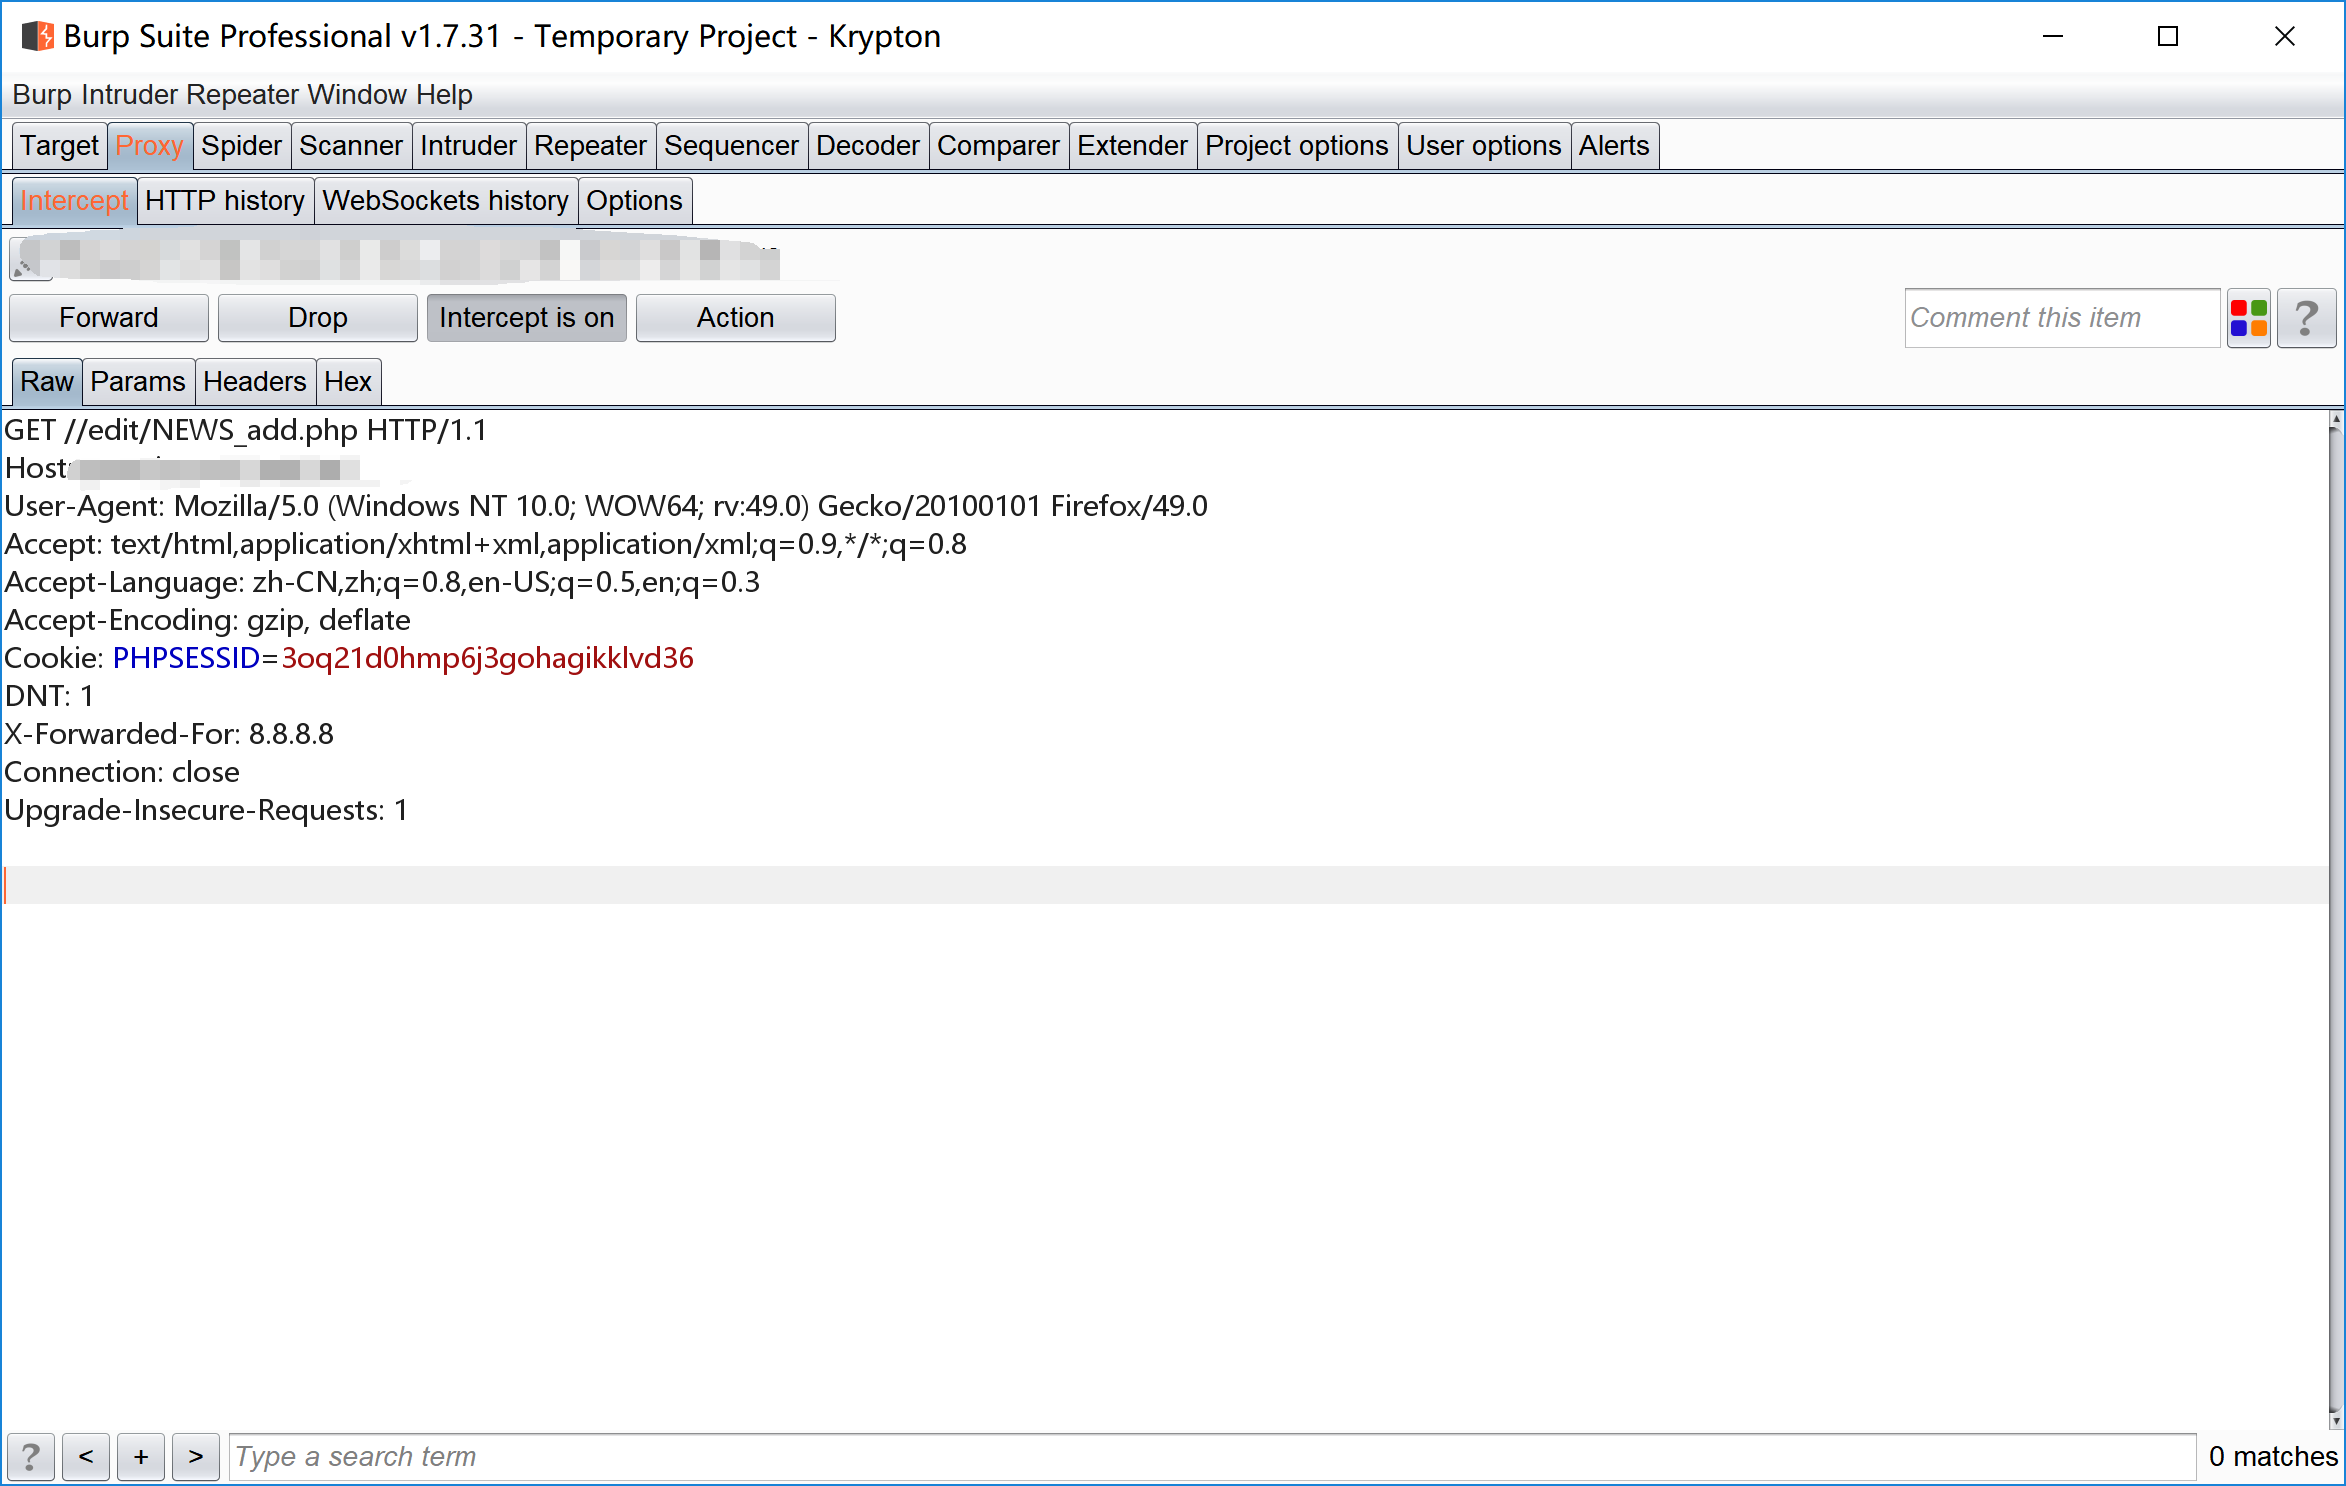 Burp Suite Professional v1.7.31 - Temporary Project - Krypton
Burp Intruder Repeater Window Help
Target Proxy Spider Scanner Intruder Repeater Sequencer Decoder Comparer Extender Project options User options Alerts
Intercept HTTP history WebSockets history Options
Forward Drop Intercept is on Action Comment this item ?
Raw Params Headers Hex
GET //edit/NEWS_add.php HTTP/1.1
Host
User-Agent: Mozilla/5.0 (Windows NT 10.0; WOW64; rv:49.0) Gecko/20100101 Firefox/49.0
Accept: text/html,application/xhtml+xml,application/xml;q=0.9,*/*;q=0.8
Accept-Language: zh-CN,zh;q=0.8,en-US;q=0.5,en;q=0.3
Accept-Encoding: gzip, deflate
Cookie: PHPSESSID=3oq21d0hmp6j3gohagikklvd36
DNT: 1
X-Forwarded-For: 8.8.8.8
Connection: close
Upgrade-Insecure-Requests: 1
? < + > Type a search term 0 matches